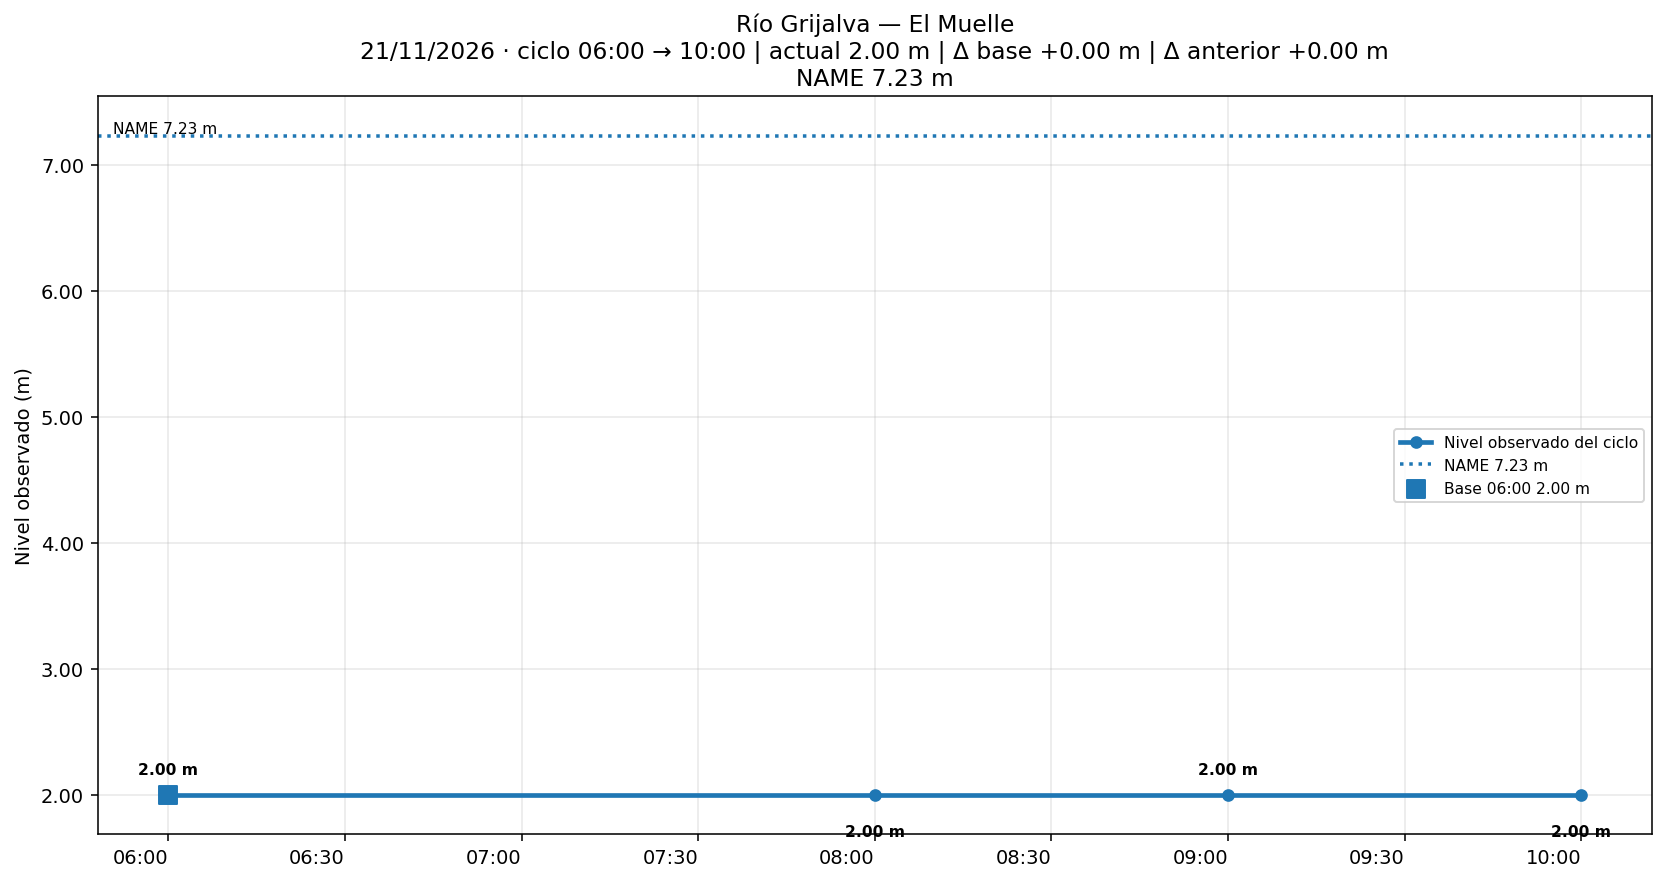 Río Grijalva — El Muelle
21/11/2026 · ciclo 06:00 → 10:00 | actual 2.00 m | Δ base +0.00 m | Δ anterior +0.00 m
NAME 7.23 m
NAME 7.23 m
7.00
6.00
5.00
4.00
3.00
2.00
Nivel observado (m)
Nivel observado del ciclo
NAME 7.23 m
Base 06:00 2.00 m
2.00 m
2.00 m
2.00 m
2.00 m
06:00
06:30
07:00
07:30
08:00
08:30
09:00
09:30
10:00